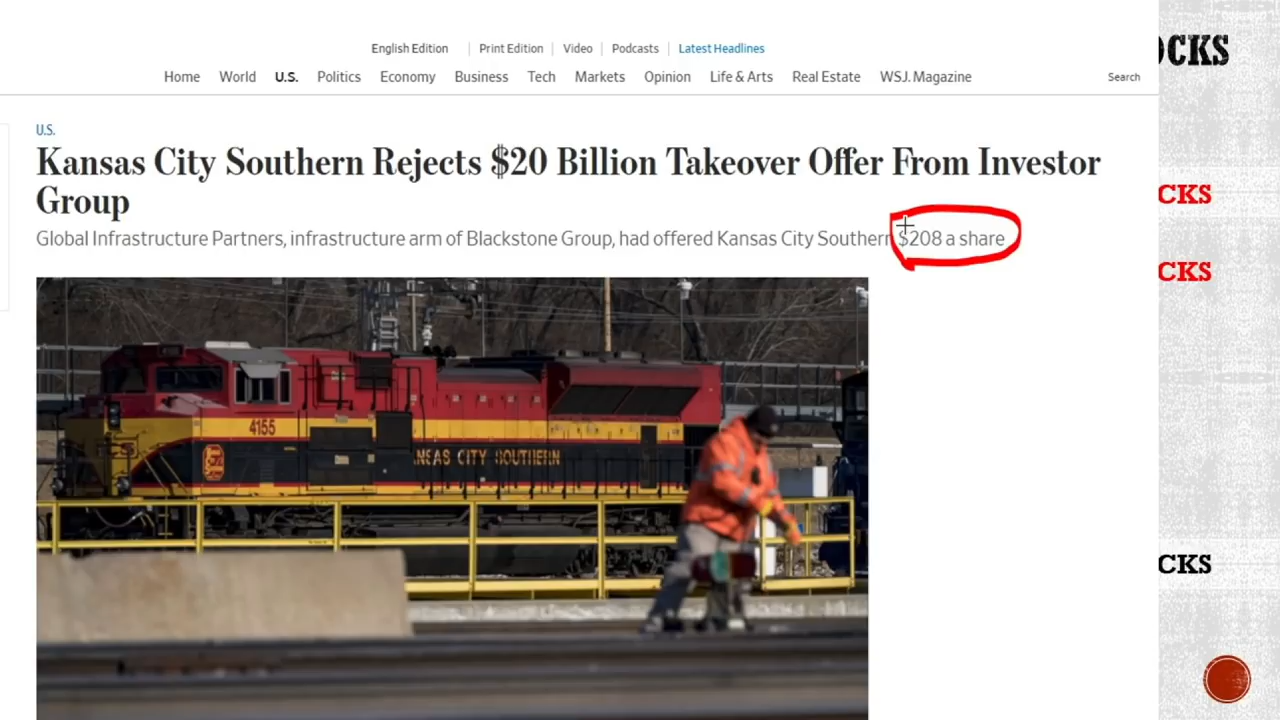 English Edition
Print Edition
Video
Podcasts
Latest Headlines
OCKS
Home
World
U.S.
Politics
Economy
Business
Tech
Markets
Opinion
Life & Arts
Real Estate
WSJ. Magazine
Search
U.S.
Kansas City Southern Rejects $20 Billion Takeover Offer From Investor
Group
CKS
Global Infrastructure Partners, infrastructure arm of Blackstone Group, had offered Kansas City Southern $208 a share
CKS
4155
KANSAS CITY SOUTHERN
CKS